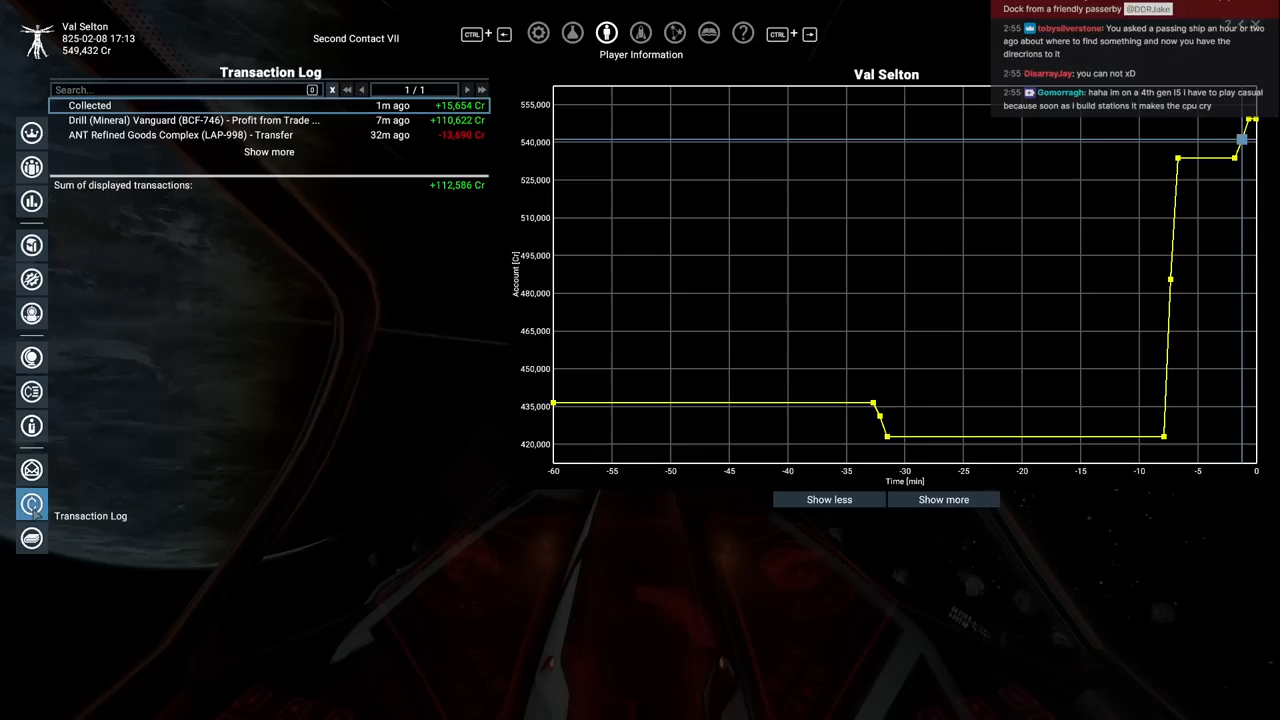 Val Selton
825-02-08 17:13
549,432 Cr
Second Contact VII
CTRL +
CTRL +
Player Information
Dock from a friendly passerby @DDRJake
2:55 tobysilverstone: You asked a passing ship an hour or two
ago about where to find something and now you have the
direcrions to it
2:55 DisarrayJay: you can not xD
2:55 Gomorragh: haha im on a 4th gen I5 i have to play casual
because soon as i build stations it makes the cpu cry
Transaction Log
Search...
0
X
1 / 1
Collected 1m ago +15,654 Cr
Drill (Mineral) Vanguard (BCF-746) - Profit from Trade ... 7m ago +110,622 Cr
ANT Refined Goods Complex (LAP-998) - Transfer 32m ago -13,690 Cr
Show more
Sum of displayed transactions: +112,586 Cr
Transaction Log
Val Selton
555,000
540,000
525,000
510,000
495,000
480,000
465,000
450,000
435,000
420,000
Account [Cr]
-60 -55 -50 -45 -40 -35 -30 -25 -20 -15 -10 -5 0
Time [min]
Show less
Show more